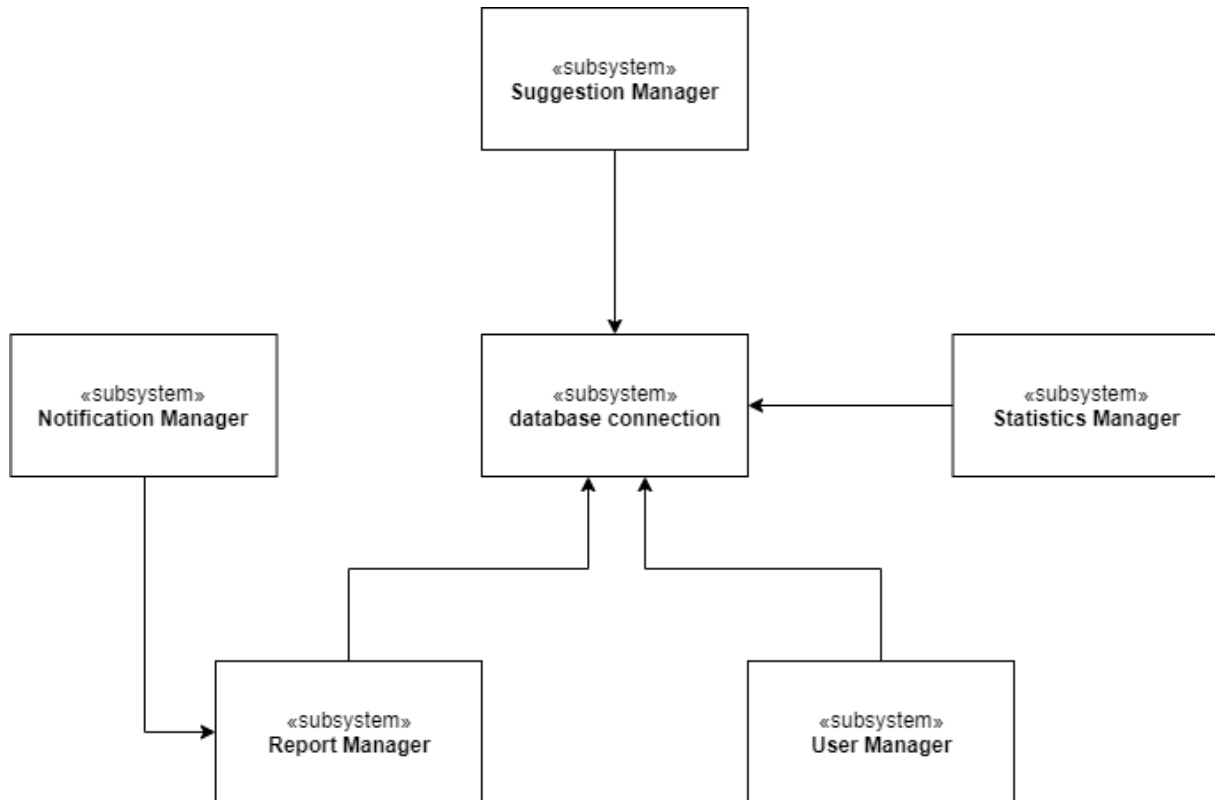 «subsystem»
Suggestion Manager
«subsystem»
Notification Manager
«subsystem»
database connection
«subsystem»
Statistics Manager
«subsystem»
Report Manager
«subsystem»
User Manager